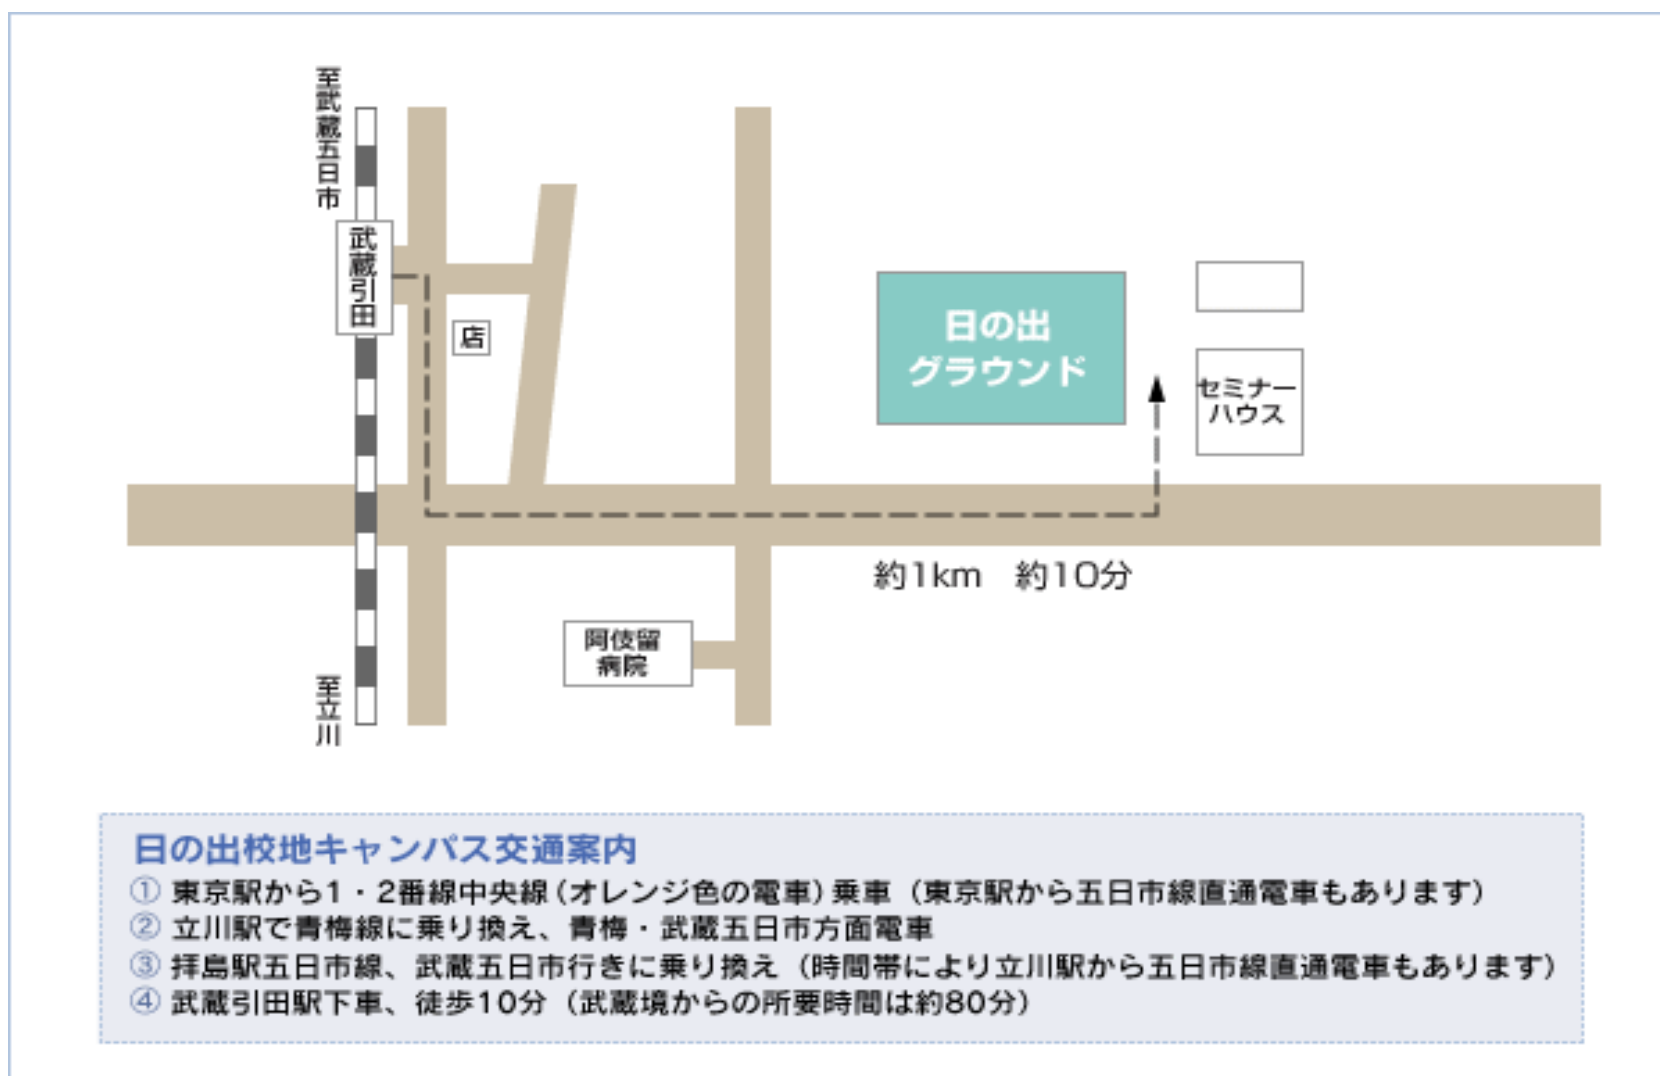 至武蔵五日市
武蔵引田
店
日の出
グラウンド
セミナー
ハウス
約1km　約10分
阿伎留
病院
至立川
日の出校地キャンパス交通案内
① 東京駅から1・2番線中央線（オレンジ色の電車）乗車（東京駅から五日市線直通電車もあります）
② 立川駅で青梅線に乗り換え、青梅・武蔵五日市方面電車
③ 拝島駅五日市線、武蔵五日市行きに乗り換え（時間帯により立川駅から五日市線直通電車もあります）
④ 武蔵引田駅下車、徒歩10分（武蔵境からの所要時間は約80分）